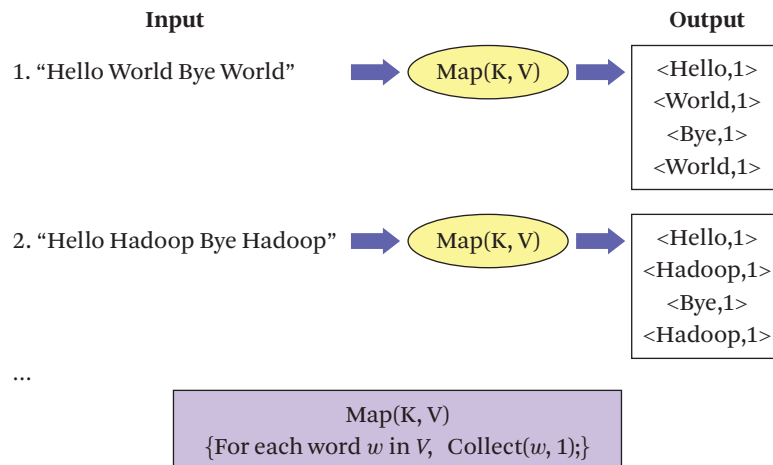 Input Output
1. “Hello World Bye World” Map(K, V) <Hello,1>
<World,1>
<Bye,1>
<World,1>
2. “Hello Hadoop Bye Hadoop” Map(K, V) <Hello,1>
<Hadoop,1>
<Bye,1>
<Hadoop,1>
...
Map(K, V)
{For each word w in V, Collect(w, 1);}